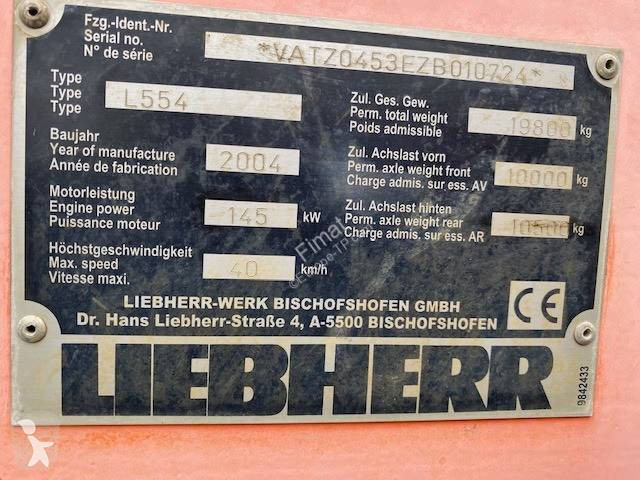 Fzg.-Ident.-Nr.
Serial no.
N° de série
*VATZ0453EZB010724*
Type
Type
Type
L554
Baujahr
Year of manufacture
Année de fabrication
2004
Motorleistung
Engine power
Puissance moteur
145 kW
Höchstgeschwindigkeit
Max. speed
Vitesse maxi.
40 km/h
Zul. Ges. Gew.
Perm. total weight
Poids admissible
19800 kg
Zul. Achslast vorn
Perm. axle weight front
Charge admis. sur ess. AV
10000 kg
Zul. Achslast hinten
Perm. axle weight rear
Charge admis. sur ess. AR
10500 kg
LIEBHERR-WERK BISCHOFSHOFEN GMBH
Dr. Hans Liebherr-Straße 4, A-5500 BISCHOFSHOFEN
CE
LIEBHERR
9842433